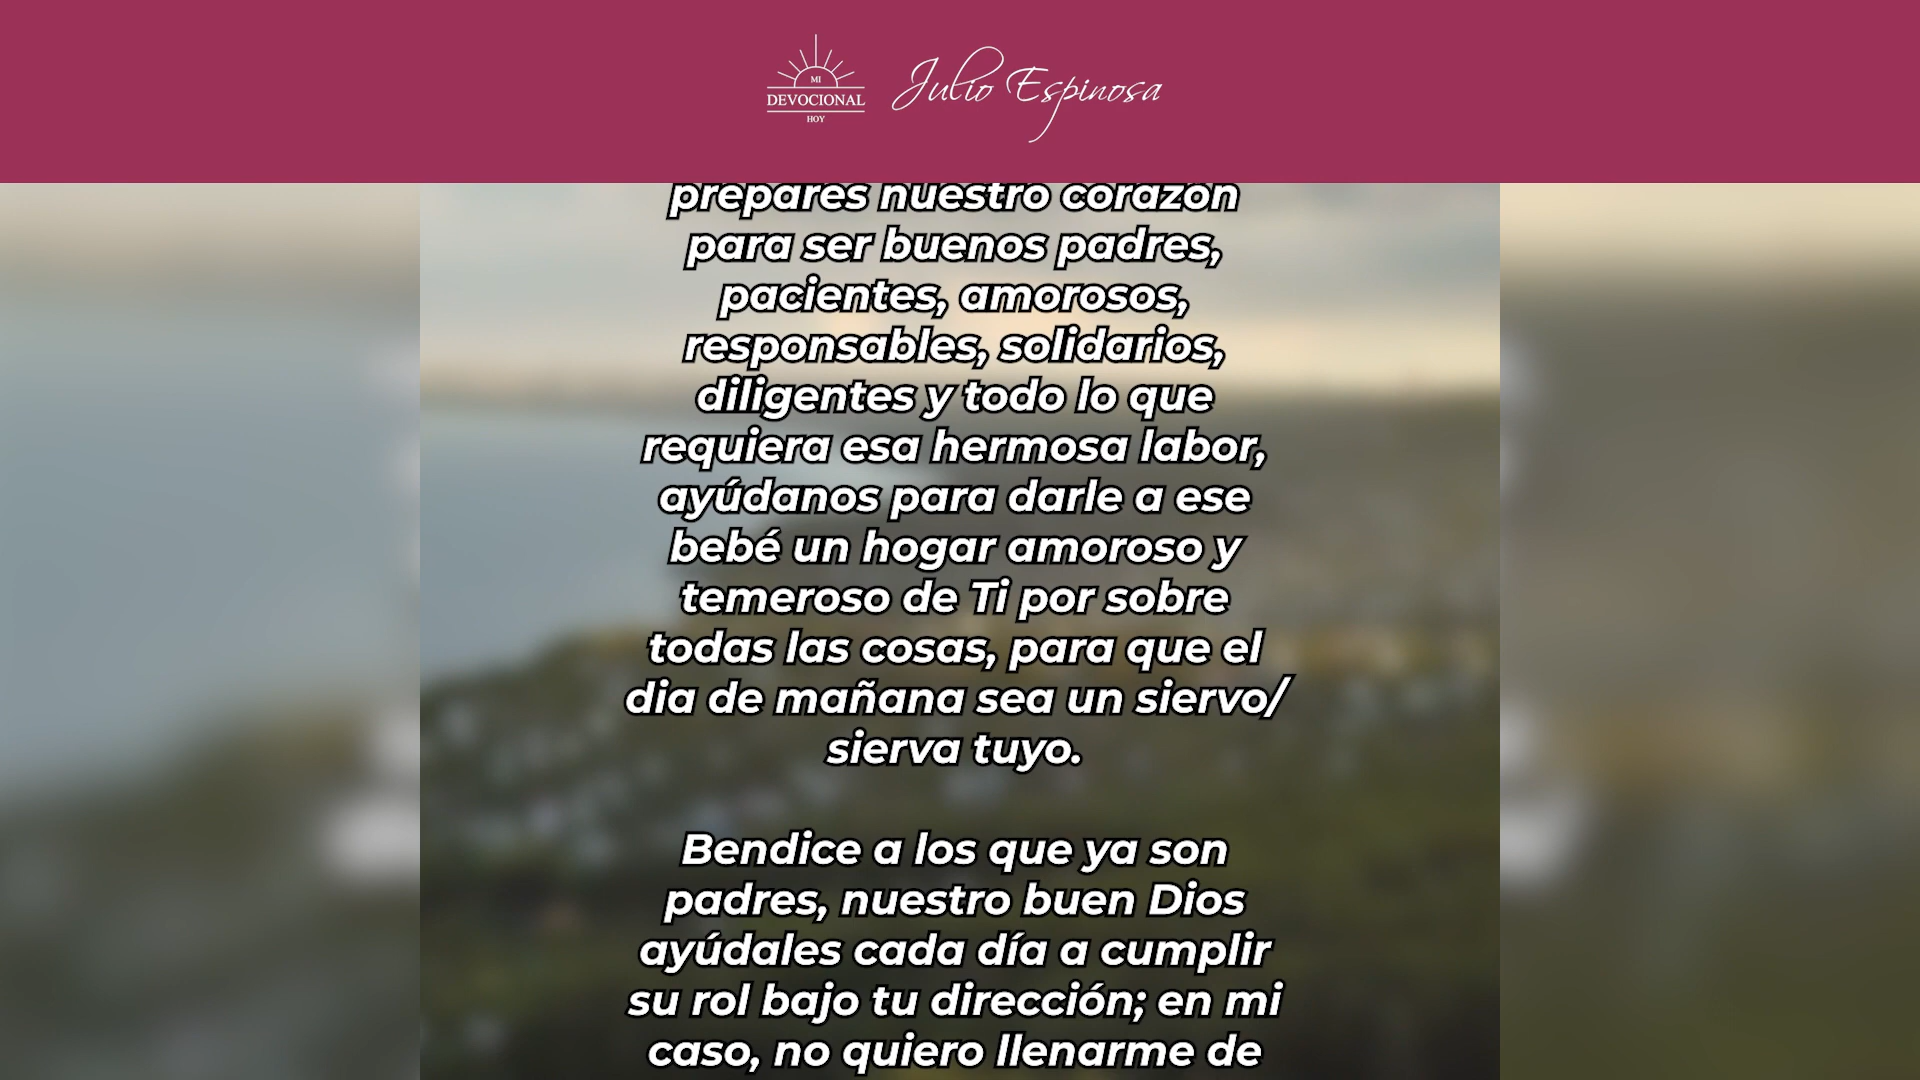 MI
DEVOCIONAL
HOY
Julio Espinosa
prepares nuestro corazón
para ser buenos padres,
pacientes, amorosos,
responsables, solidarios,
diligentes y todo lo que
requiera esa hermosa labor,
ayúdanos para darle a ese
bebé un hogar amoroso y
temeroso de Ti por sobre
todas las cosas, para que el
dia de mañana sea un siervo/
sierva tuyo.
Bendice a los que ya son
padres, nuestro buen Dios
ayúdales cada día a cumplir
su rol bajo tu dirección; en mi
caso, no quiero llenarme de